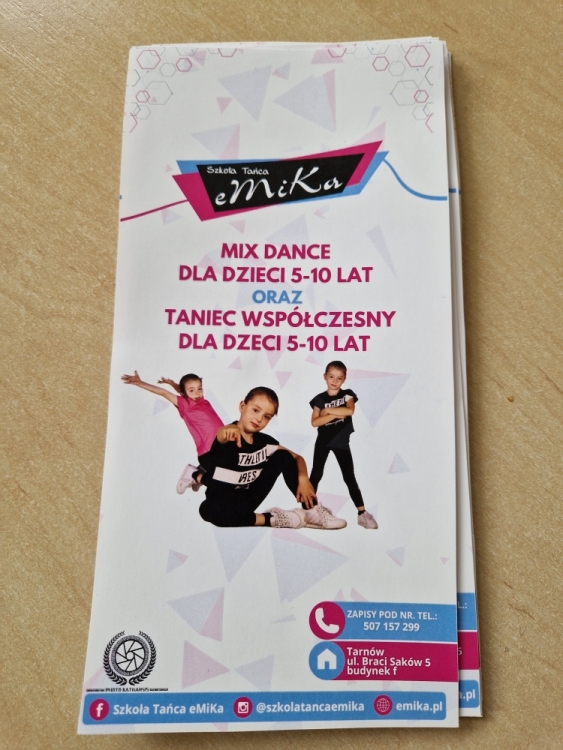 Szkoła Tańca
eMiKa
MIX DANCE
DLA DZIECI 5-10 LAT
ORAZ
TANIEC WSPÓŁCZESNY
DLA DZECI 5-10 LAT
ZAPISY POD NR. TEL.:
507 157 299
Tarnów
ul. Braci Saków 5
budynek f
Szkoła Tańca eMiKa
@szkolatancaemika
emika.pl